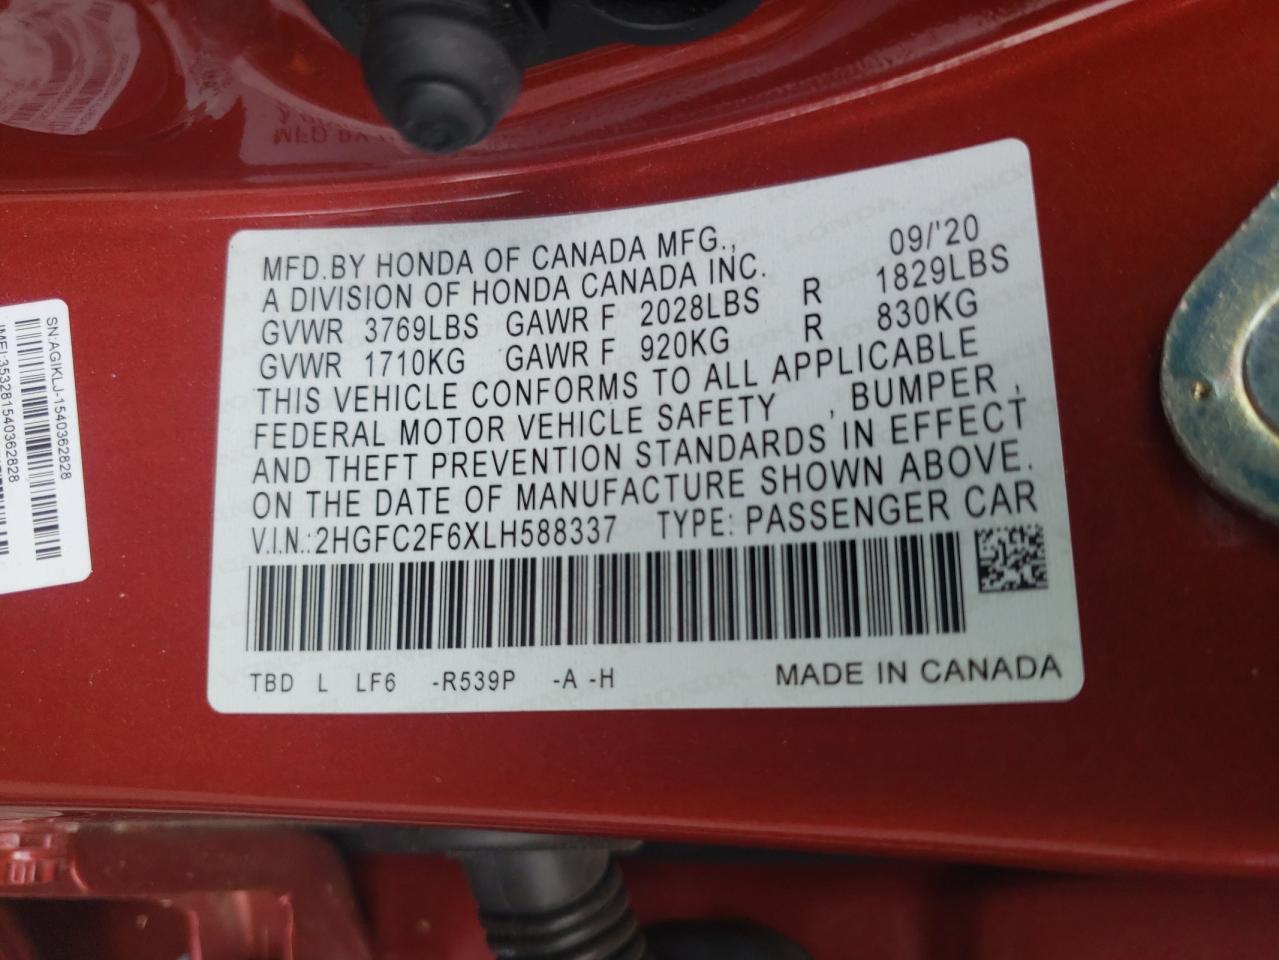 MFD.BY HONDA OF CANADA MFG., 09/'20
A DIVISION OF HONDA CANADA INC.
GVWR 3769LBS GAWR F 2028LBS R 1829LBS
GVWR 1710KG GAWR F 920KG R 830KG
THIS VEHICLE CONFORMS TO ALL APPLICABLE
FEDERAL MOTOR VEHICLE SAFETY , BUMPER ,
AND THEFT PREVENTION STANDARDS IN EFFECT
ON THE DATE OF MANUFACTURE SHOWN ABOVE.
V.I.N.:2HGFC2F6XLH588337 TYPE: PASSENGER CAR
TBD L LF6 -R539P -A -H MADE IN CANADA
SN:AGIKLJ-1540362828
IMEI:353281540362828